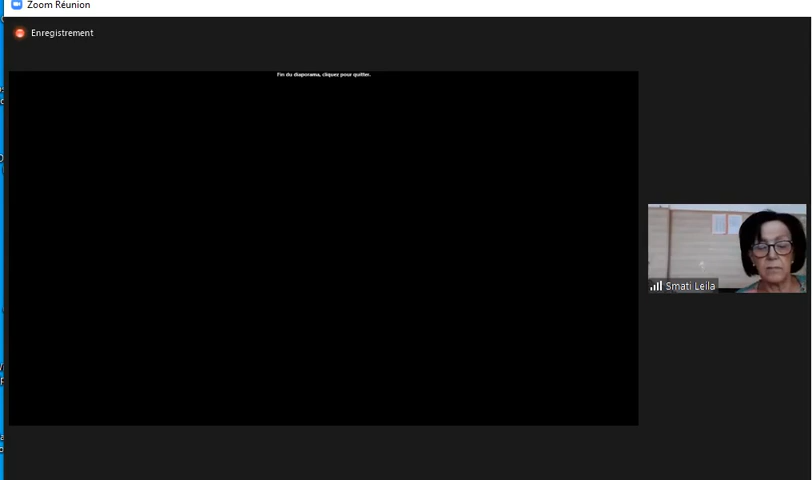 Zoom Réunion
Enregistrement
Fin du diaporama, cliquez pour quitter.
Smati Leila